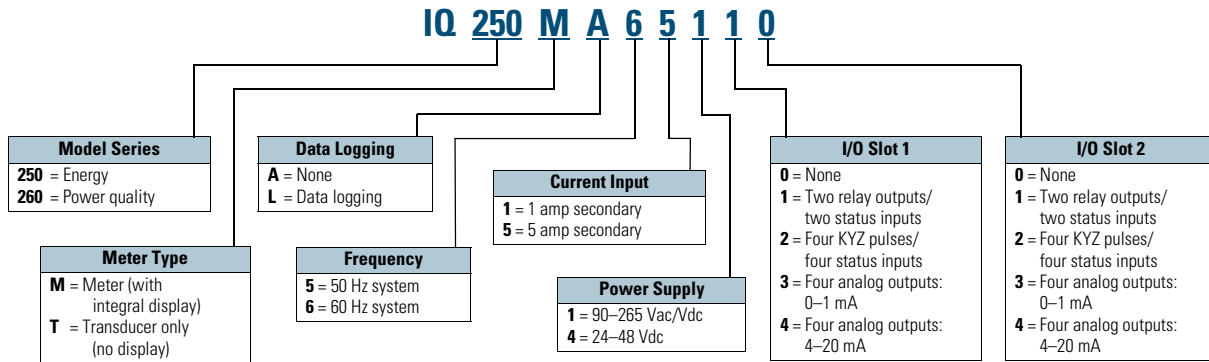 IQ 250 M A 6 5 1 1 0
Model Series
250 = Energy
260 = Power quality
Meter Type
M = Meter (with
integral display)
T = Transducer only
(no display)
Data Logging
A = None
L = Data logging
Frequency
5 = 50 Hz system
6 = 60 Hz system
Current Input
1 = 1 amp secondary
5 = 5 amp secondary
Power Supply
1 = 90–265 Vac/Vdc
4 = 24–48 Vdc
I/O Slot 1
0 = None
1 = Two relay outputs/
two status inputs
2 = Four KYZ pulses/
four status inputs
3 = Four analog outputs:
0–1 mA
4 = Four analog outputs:
4–20 mA
I/O Slot 2
0 = None
1 = Two relay outputs/
two status inputs
2 = Four KYZ pulses/
four status inputs
3 = Four analog outputs:
0–1 mA
4 = Four analog outputs:
4–20 mA